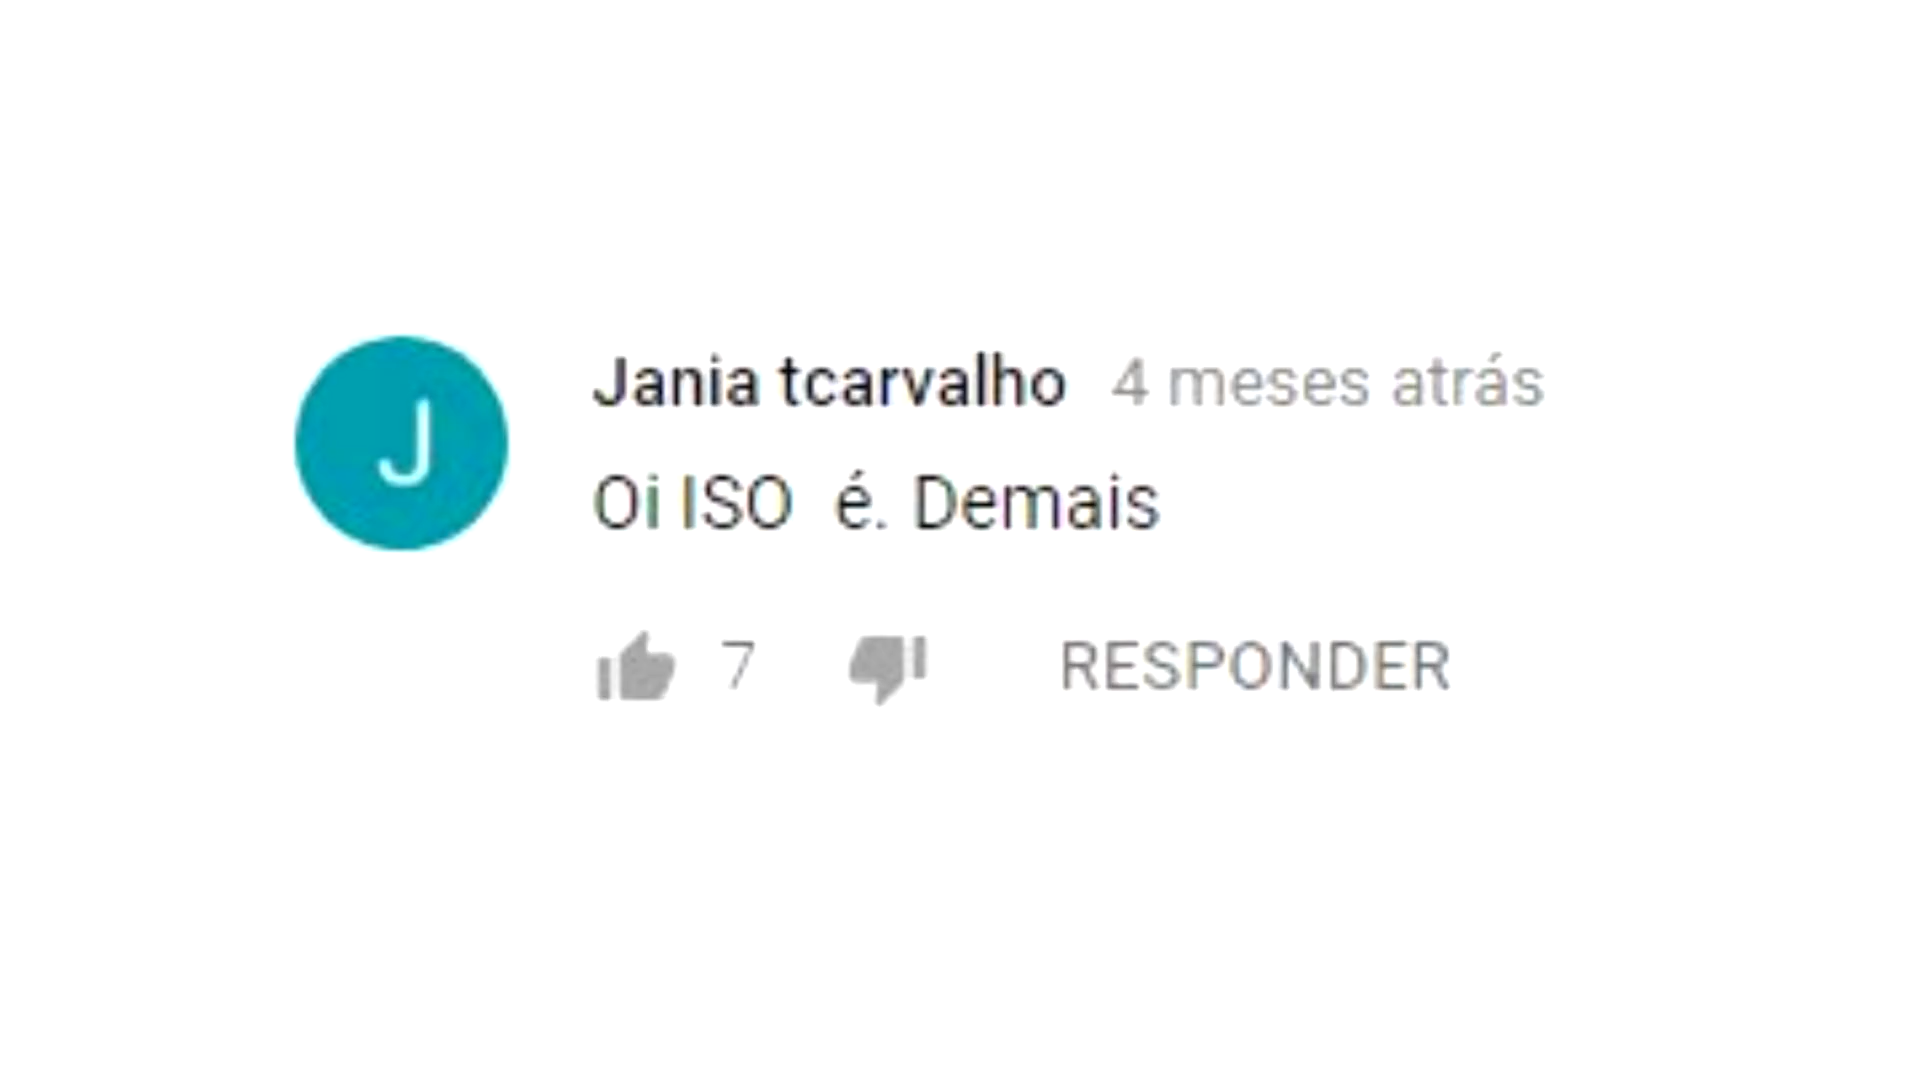 J
Jania tcarvalho 4 meses atrás
Oi ISO  é. Demais
7 RESPONDER